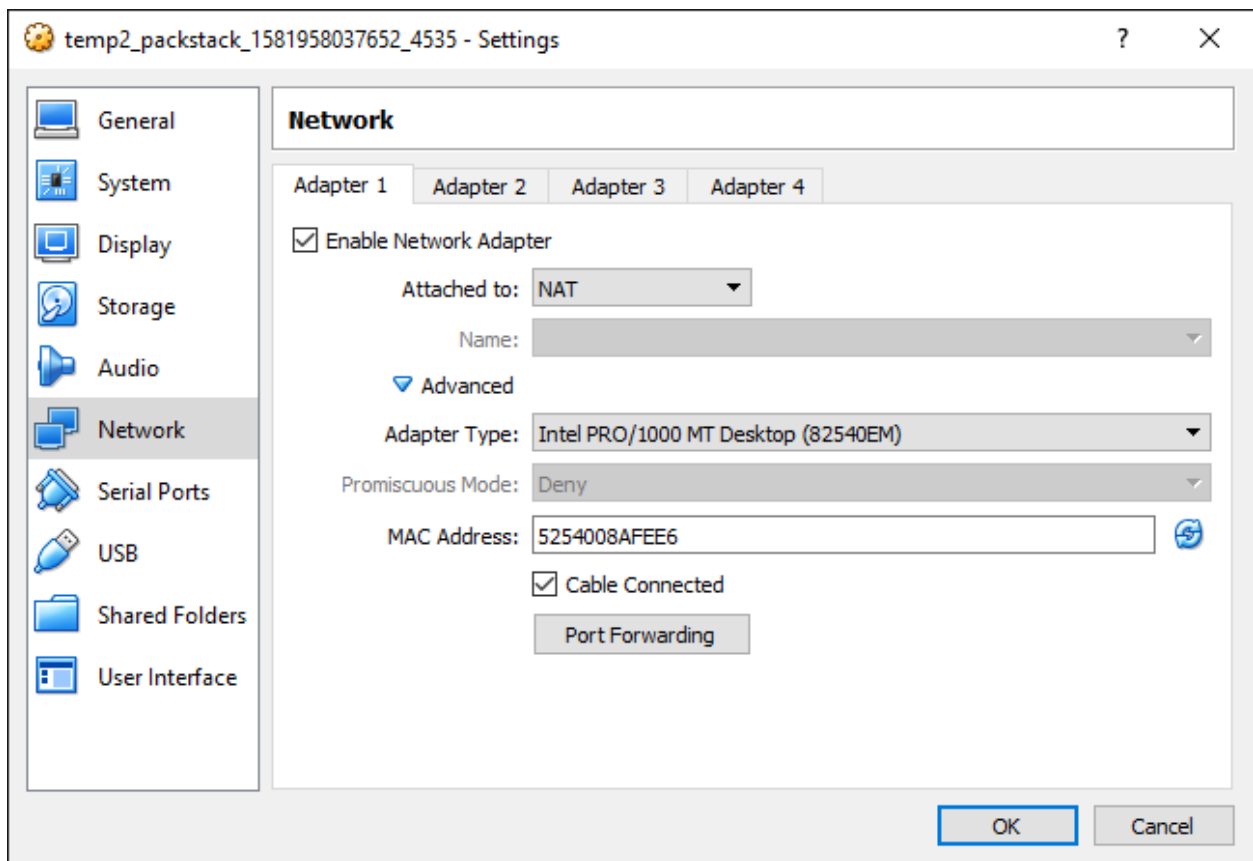 temp2_packstack_1581958037652_4535 - Settings
?
General
System
Display
Storage
Audio
Network
Serial Ports
USB
Shared Folders
User Interface
Network
Adapter 1 Adapter 2 Adapter 3 Adapter 4
Enable Network Adapter
Attached to: NAT
Name:
Advanced
Adapter Type: Intel PRO/1000 MT Desktop (82540EM)
Promiscuous Mode: Deny
MAC Address: 5254008AFEE6
Cable Connected
Port Forwarding
OK Cancel